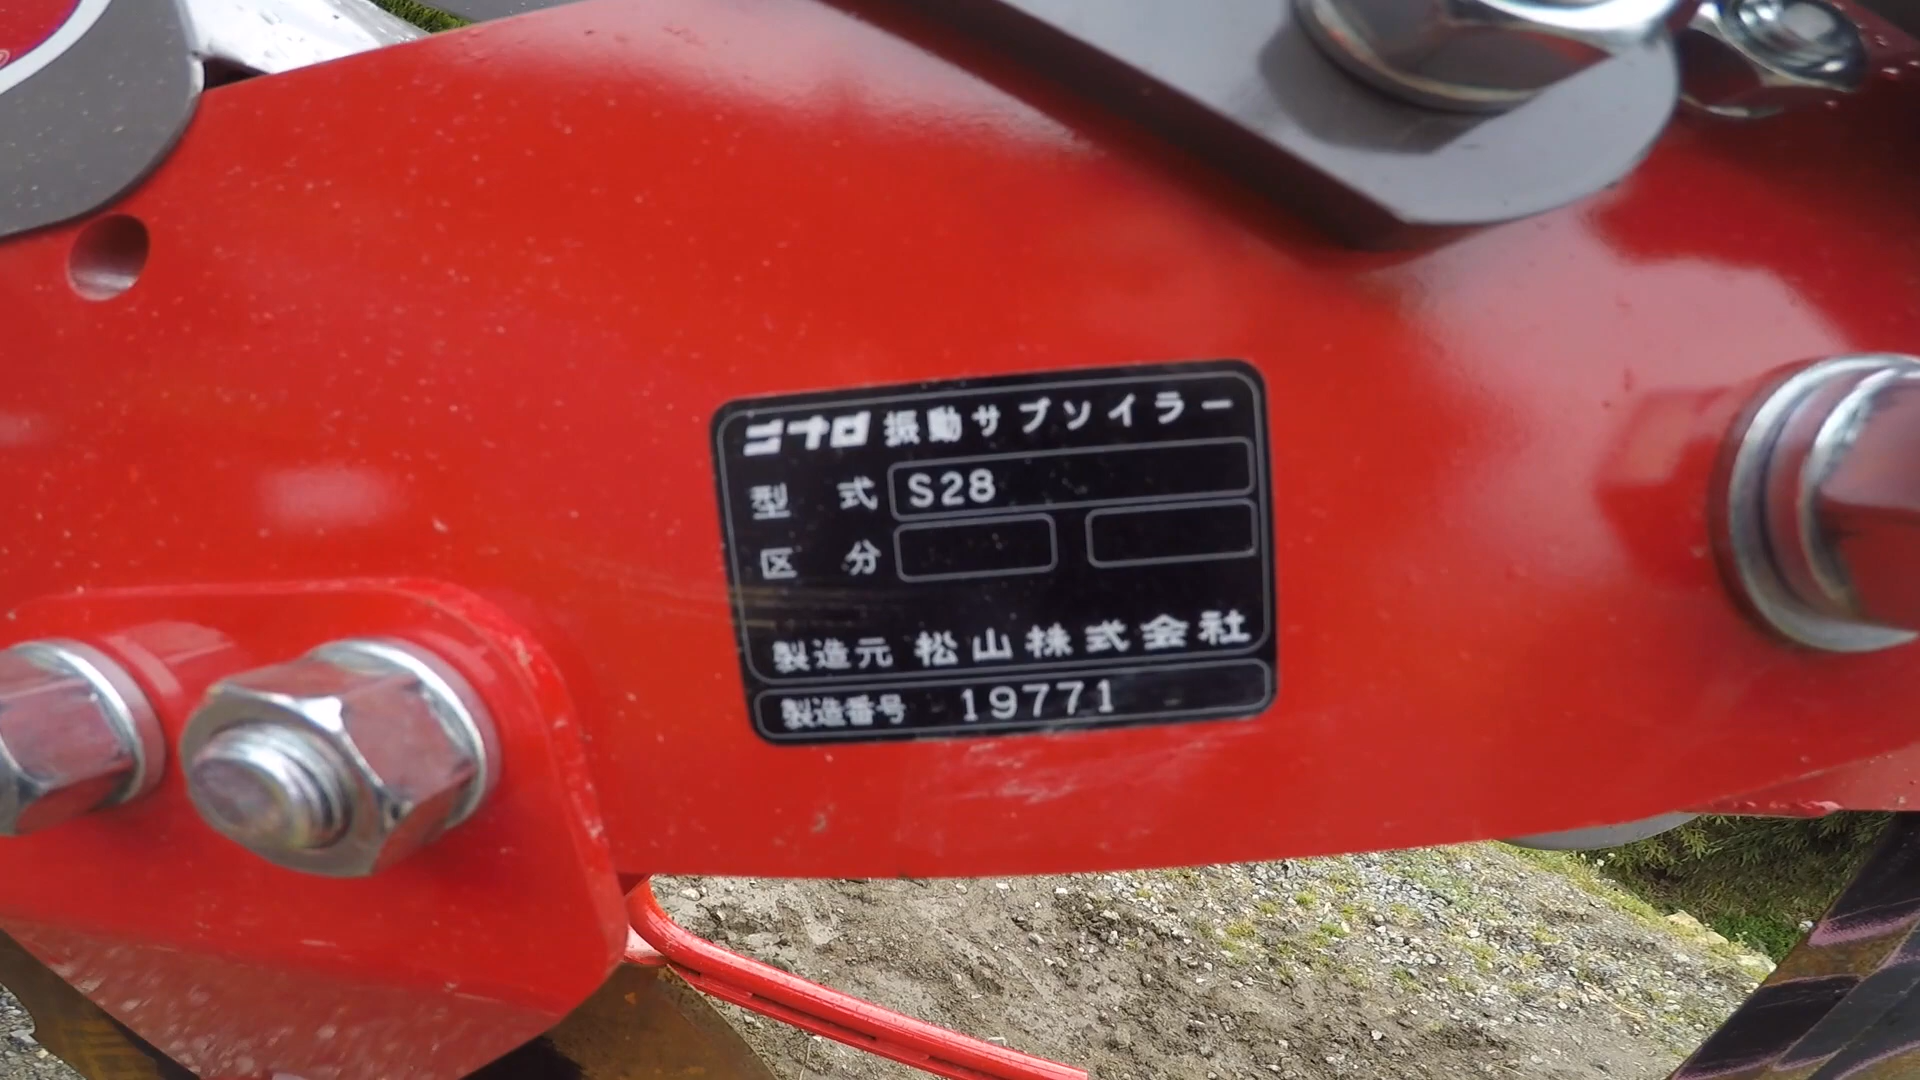 ニプロ 振動サブソイラー
型 式 S28
区 分
製造元 松山株式会社
製造番号 19771